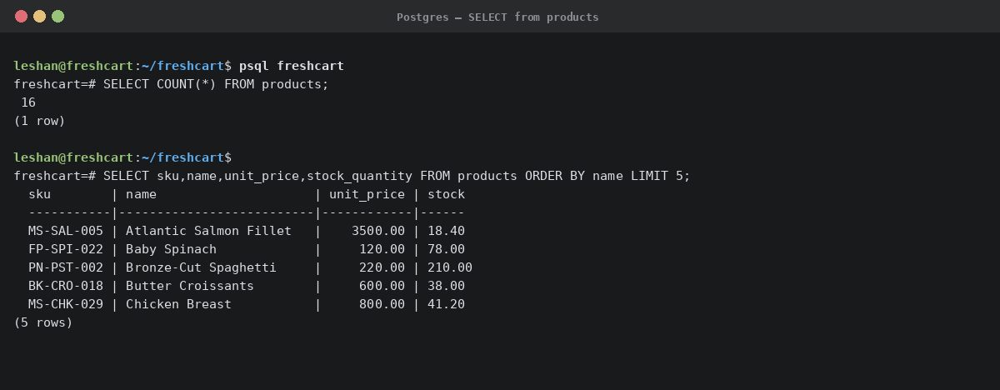 Postgres — SELECT from products
leshan@freshcart:~/freshcart$ psql freshcart
freshcart=# SELECT COUNT(*) FROM products;
 16
(1 row)
leshan@freshcart:~/freshcart$
freshcart=# SELECT sku,name,unit_price,stock_quantity FROM products ORDER BY name LIMIT 5;
  sku        | name                     | unit_price | stock
  -----------|--------------------------|------------|------
  MS-SAL-005 | Atlantic Salmon Fillet   |    3500.00 | 18.40
  FP-SPI-022 | Baby Spinach             |     120.00 | 78.00
  PN-PST-002 | Bronze-Cut Spaghetti     |     220.00 | 210.00
  BK-CRO-018 | Butter Croissants        |     600.00 | 38.00
  MS-CHK-029 | Chicken Breast           |     800.00 | 41.20
(5 rows)